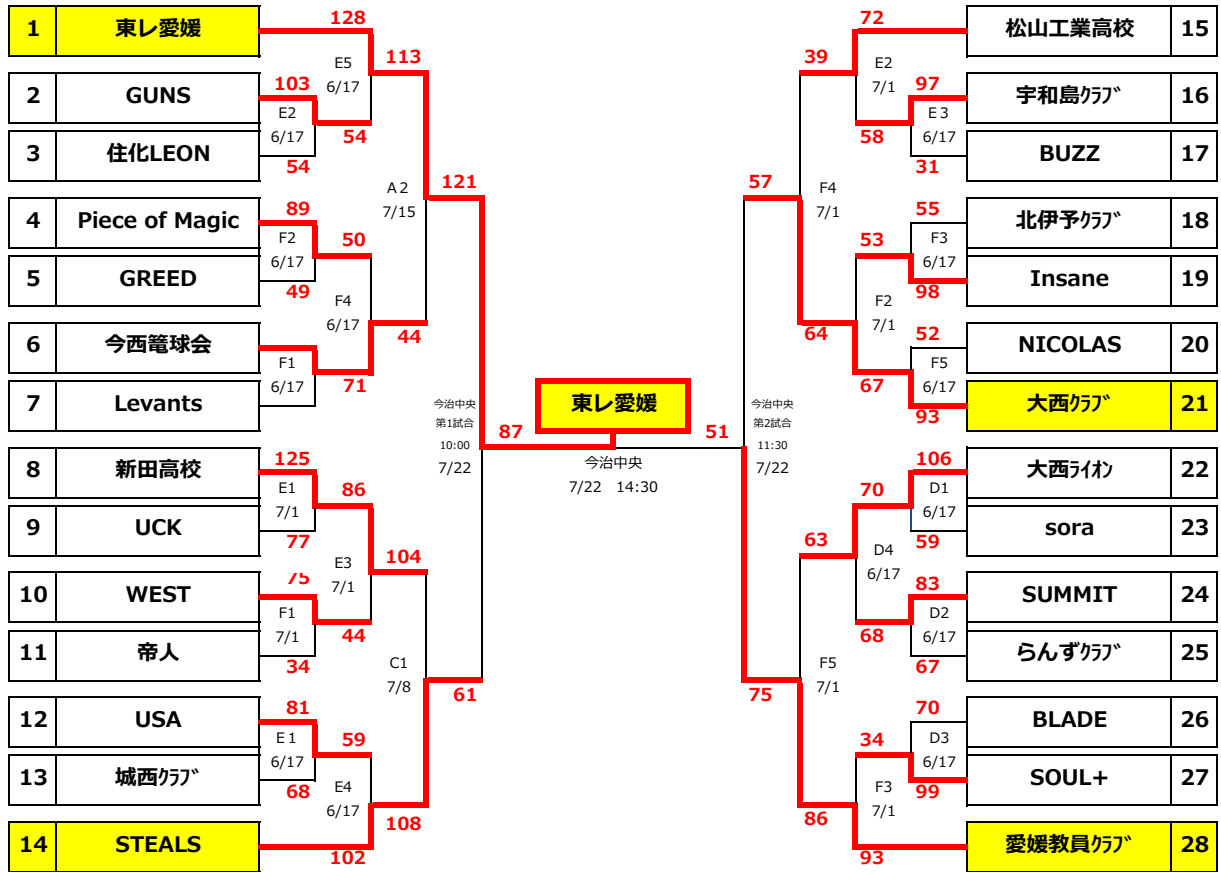 128
72
1 東レ愛媛
松山工業高校 15
113
39
E5
6/17
E2
7/1
103
97
2 GUNS
宇和島ｸﾗﾌﾞ 16
E2
6/17
E3
6/17
54
58
3 住化LEON
BUZZ 17
54
31
A2
7/15
121
57
F4
7/1
89
55
4 Piece of Magic
北伊予ｸﾗﾌﾞ 18
F2
6/17
F3
6/17
50
53
5 GREED
Insane 19
49
98
F4
6/17
F2
7/1
44
64
52
6 今西篭球会
NICOLAS 20
F1
6/17
F5
6/17
71
67
7 Levants
大西ｸﾗﾌﾞ 21
93
今治中央
第1試合
10:00
7/22
87
東レ愛媛
51
今治中央
第2試合
11:30
7/22
今治中央
7/22 14:30
125
106
8 新田高校
大西ﾗｲｵﾝ 22
E1
7/1
D1
6/17
86
70
9 UCK
sora 23
77
59
104
63
E3
7/1
D4
6/17
75
83
10 WEST
SUMMIT 24
F1
7/1
D2
6/17
44
68
11 帝人
らんずｸﾗﾌﾞ 25
34
67
C1
7/8
F5
7/1
61
75
81
70
12 USA
BLADE 26
E1
6/17
D3
6/17
59
34
13 城西ｸﾗﾌﾞ
SOUL+ 27
68
99
E4
6/17
F3
7/1
108
86
14 STEALS
愛媛教員ｸﾗﾌﾞ 28
102
93